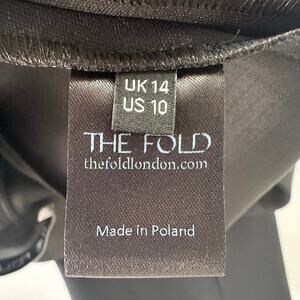 UK 14
US 10
THE FOLD
thefoldlondon.com
Made in Poland